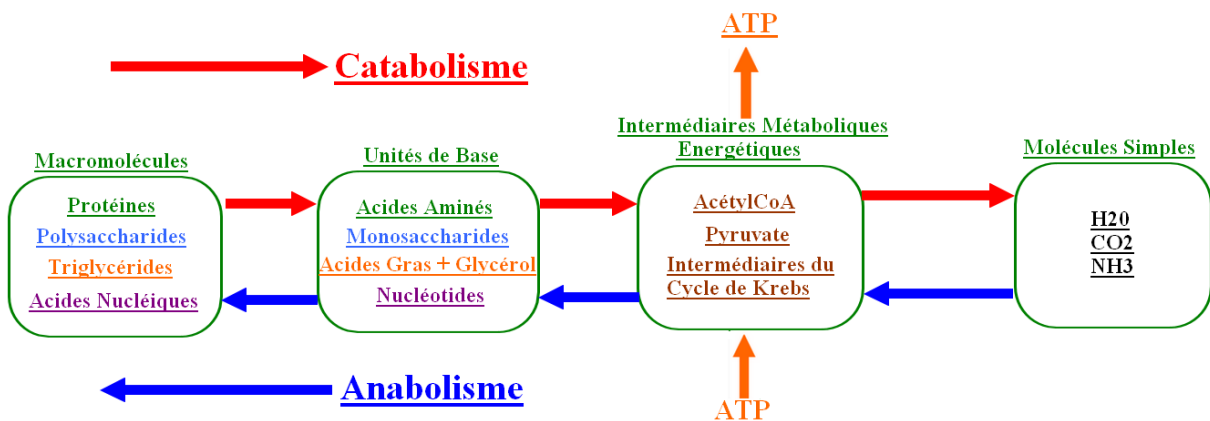 ATP
Catabolisme
Intermédiaires Métaboliques
Energétiques
Macromolécules
Unités de Base
Molécules Simples
Protéines
Polysaccharides
Triglycérides
Acides Nucléiques
Acides Aminés
Monosaccharides
Acides Gras + Glycérol
Nucléotides
AcétylCoA
Pyruvate
Intermédiaires du
Cycle de Krebs
H20
CO2
NH3
Anabolisme
ATP